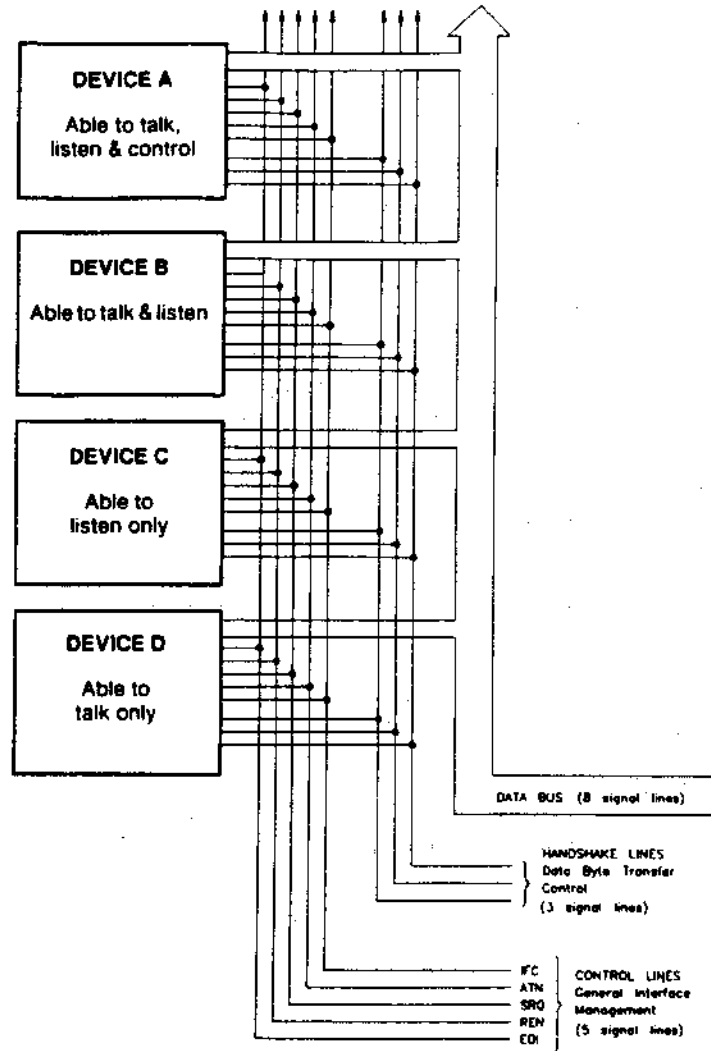 DEVICE A
Able to talk,
listen & control
DEVICE B
Able to talk & listen
DEVICE C
Able to
listen only
DEVICE D
Able to
talk only
DATA BUS (8 signal lines)
HANDSHAKE LINES
Data Byte Transfer
Control
(3 signal lines)
IFC
ATN
SRQ
REN
EOI
CONTROL LINES
General Interface
Management
(5 signal lines)